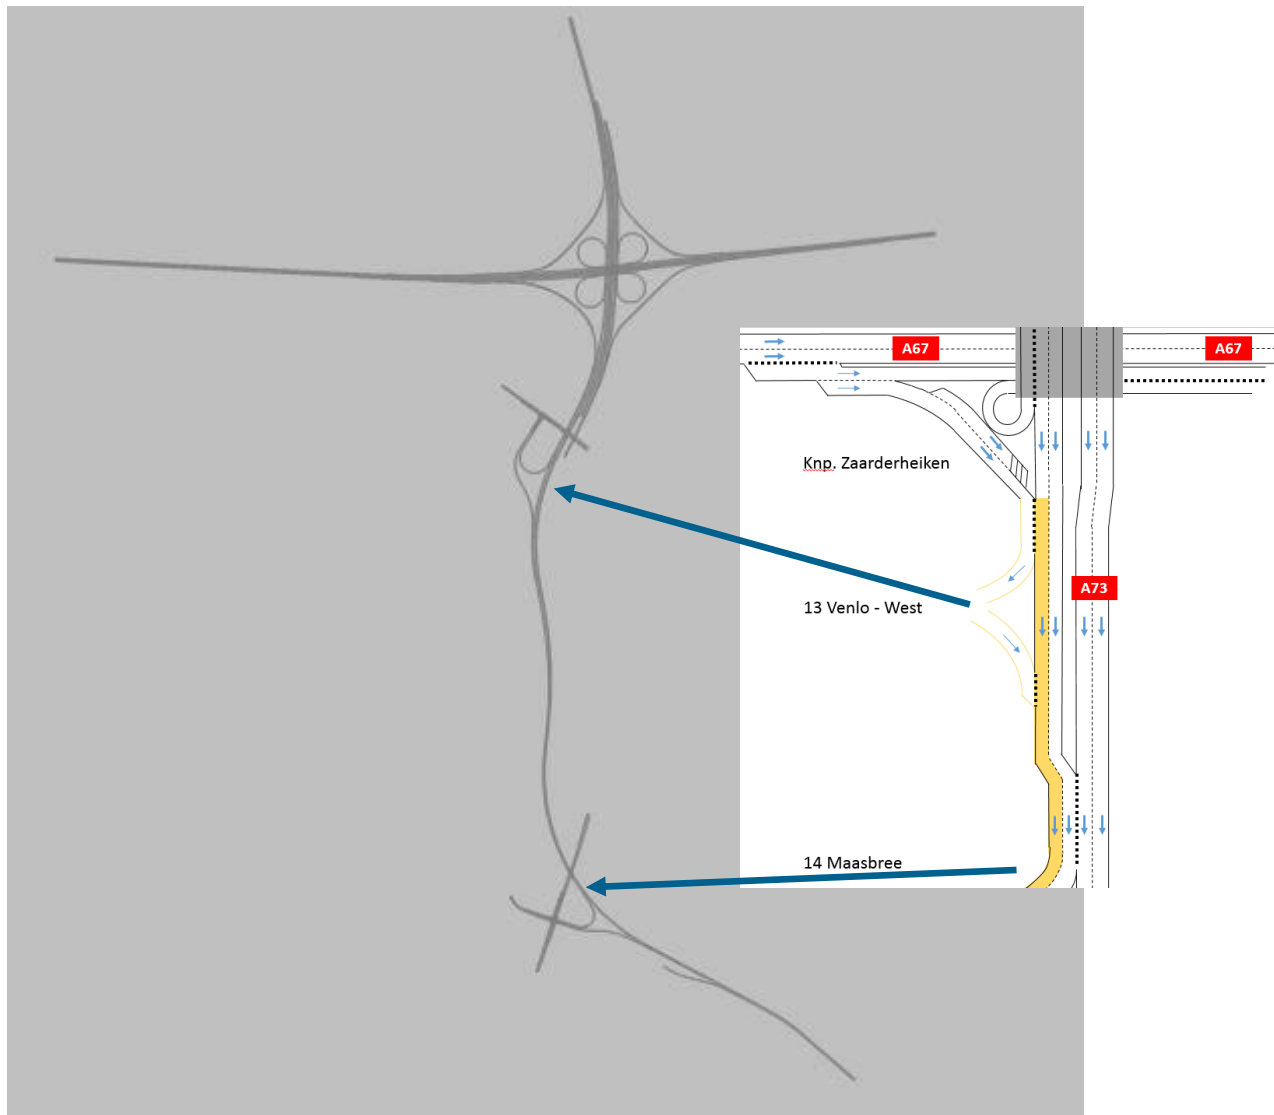 A67
A67
Knp. Zaarderheiken
A73
13 Venlo - West
14 Maasbree